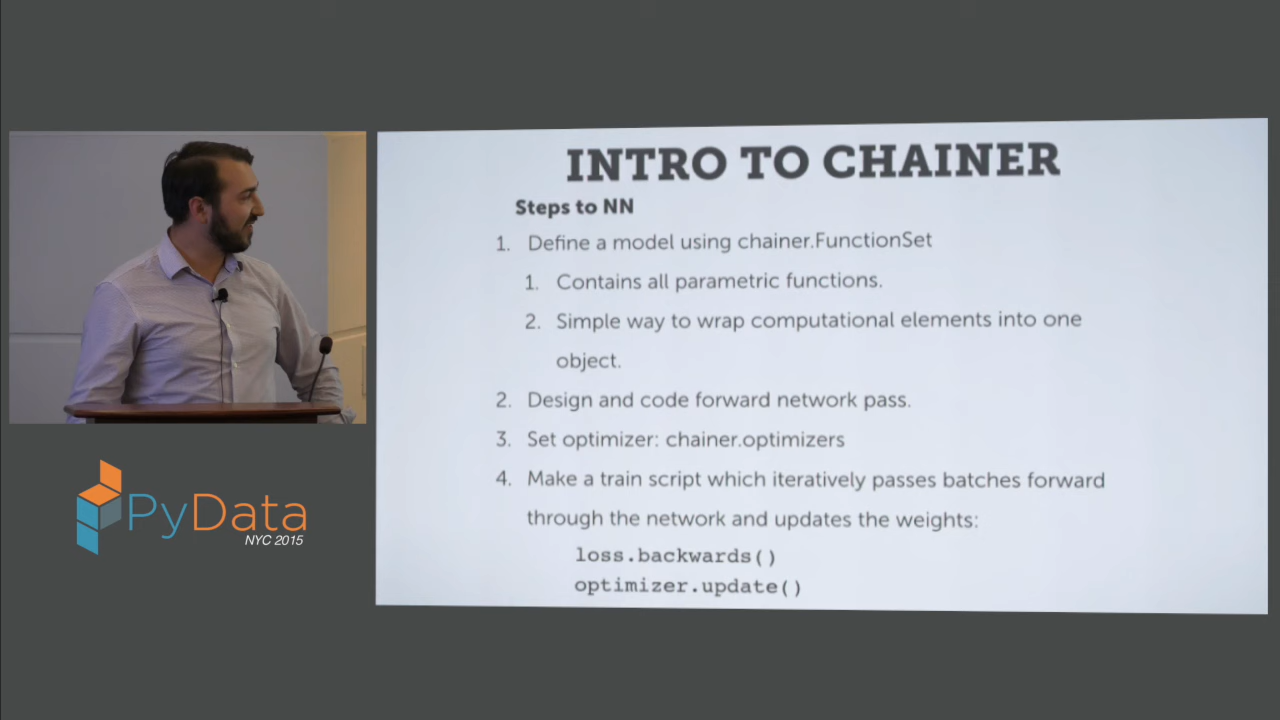 INTRO TO CHAINER
Steps to NN
1. Define a model using chainer.FunctionSet
1. Contains all parametric functions.
2. Simple way to wrap computational elements into one
object.
2. Design and code forward network pass.
3. Set optimizer: chainer.optimizers
4. Make a train script which iteratively passes batches forward
through the network and updates the weights:
loss.backwards()
optimizer.update()
PyData
NYC 2015